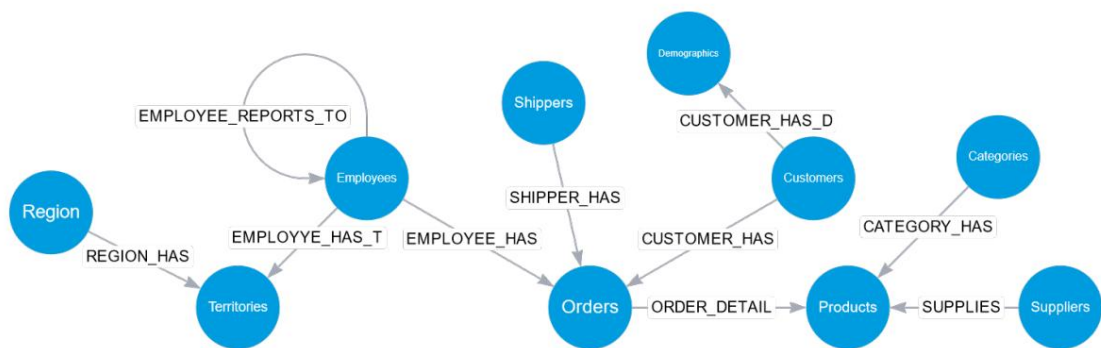 Demographics
Shippers
EMPLOYEE_REPORTS_TO
CUSTOMER_HAS_D
Categories
Employees
Customers
Region
SHIPPER_HAS
CATEGORY_HAS
EMPLOYYE_HAS_T
EMPLOYEE_HAS
CUSTOMER_HAS
REGION_HAS
Territories
Orders
ORDER_DETAIL
Products
SUPPLIES
Suppliers